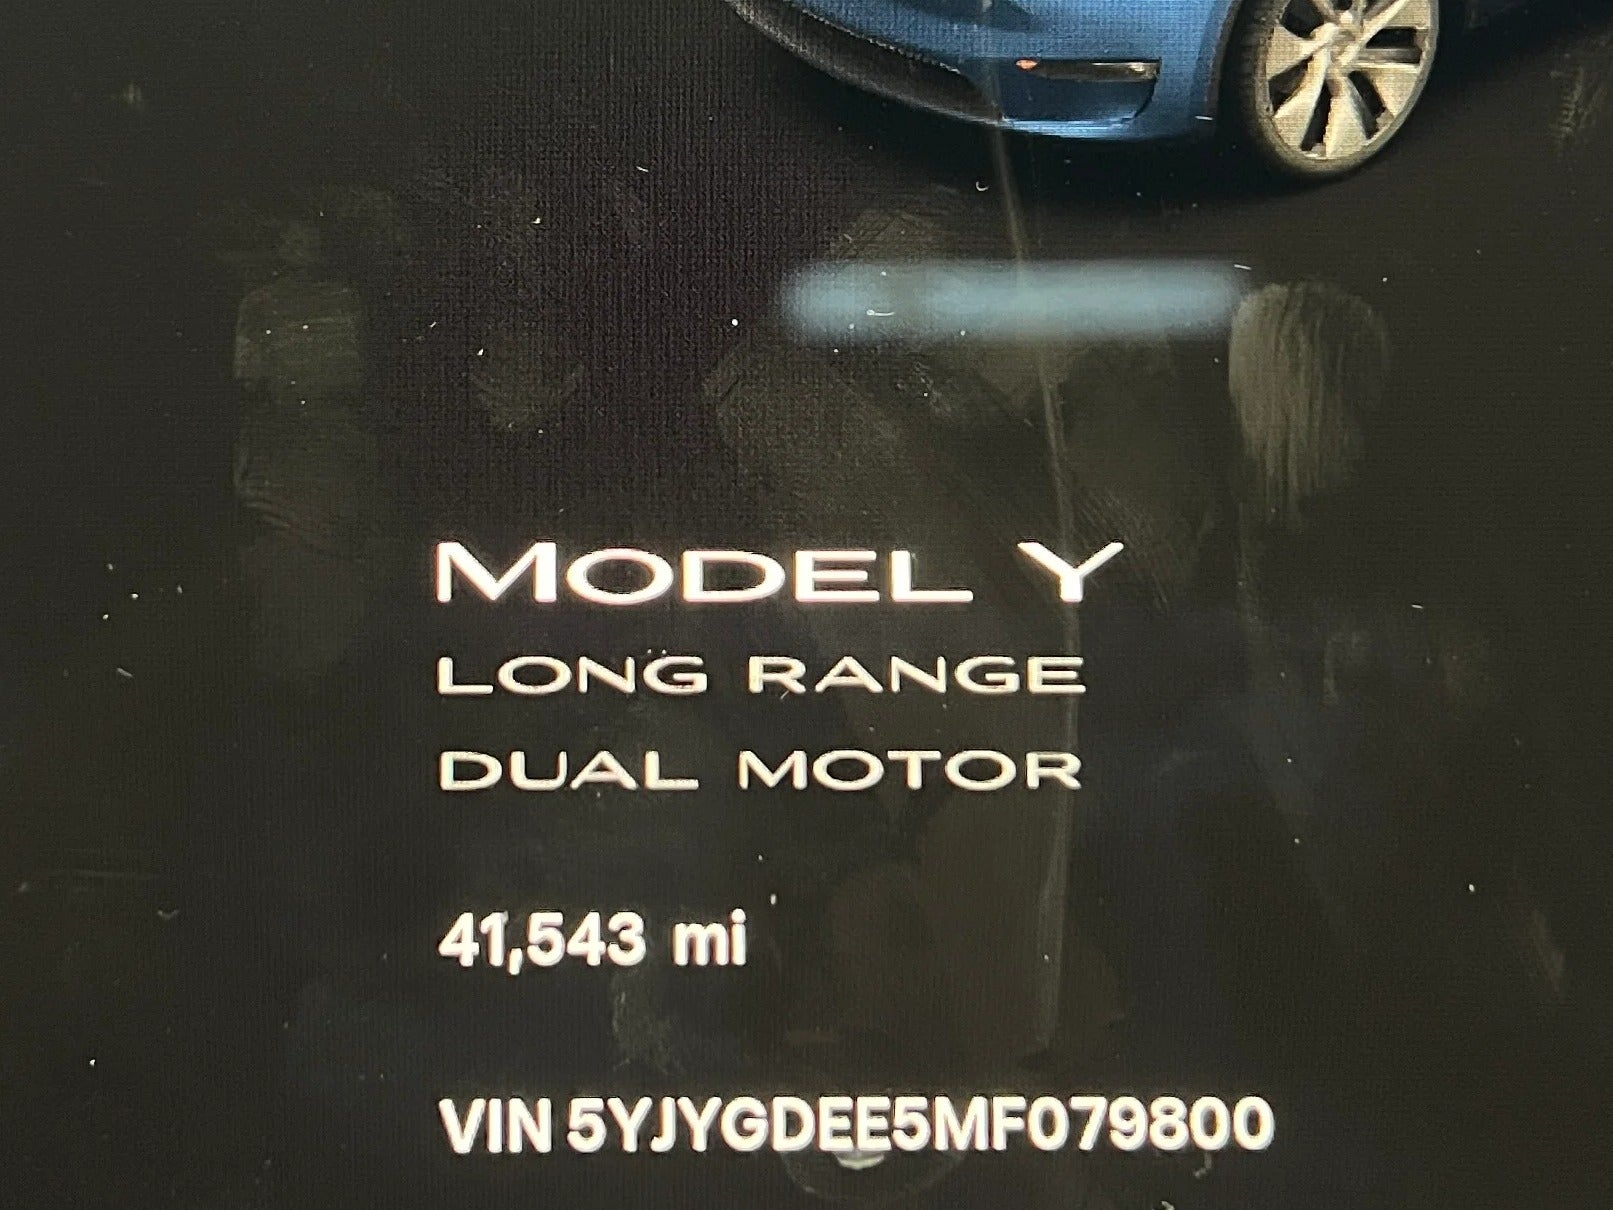 MODEL Y
LONG RANGE
DUAL MOTOR
41,543 mi
VIN 5YJYGDEE5MF079800